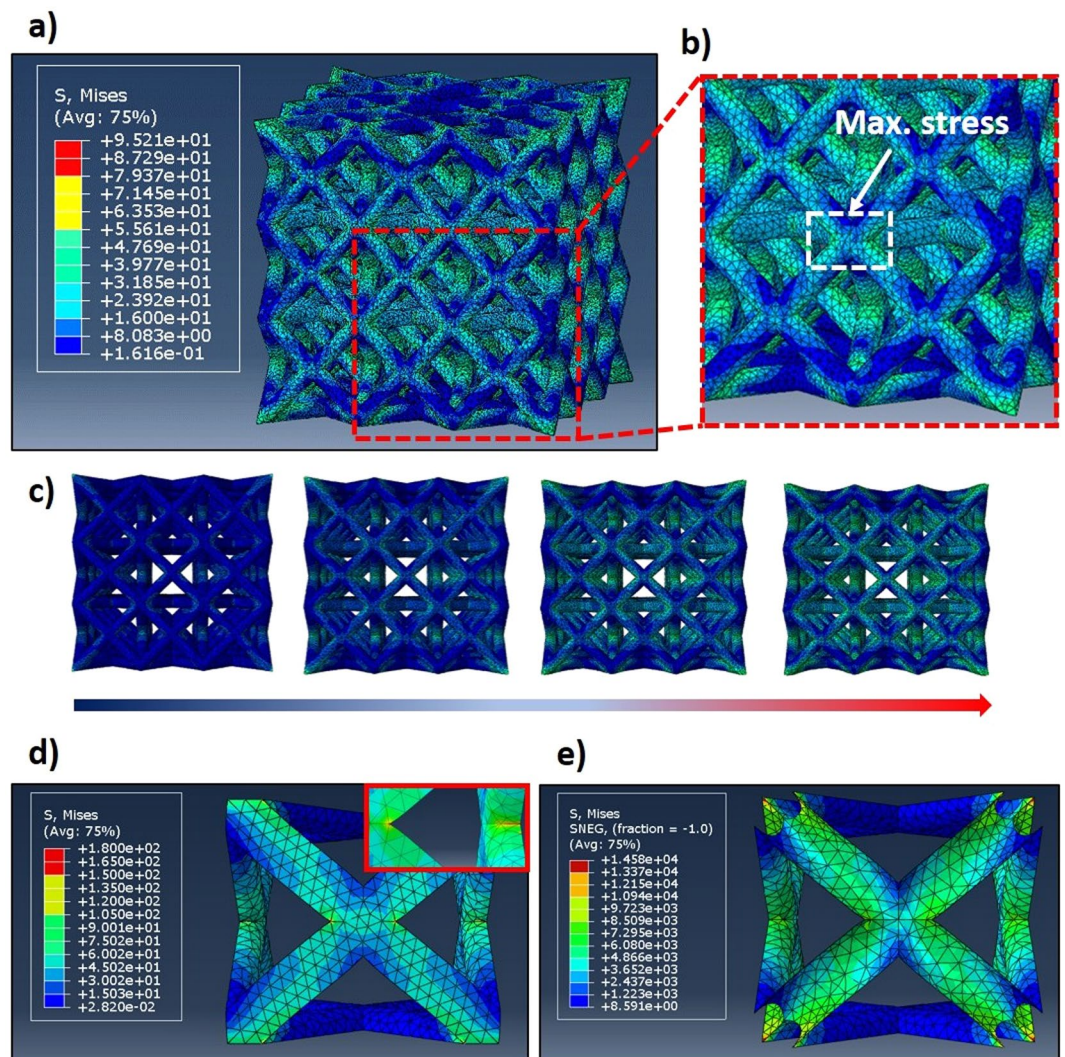 a)
S, Mises
(Avg: 75%)
+9.521e+01
+8.729e+01
+7.937e+01
+7.145e+01
+6.353e+01
+5.561e+01
+4.769e+01
+3.977e+01
+3.185e+01
+2.392e+01
+1.600e+01
+8.083e+00
+1.616e-01
b)
Max. stress
c)
d)
S, Mises
(Avg: 75%)
+1.800e+02
+1.650e+02
+1.500e+02
+1.350e+02
+1.200e+02
+1.050e+02
+9.001e+01
+7.502e+01
+6.002e+01
+4.502e+01
+3.002e+01
+1.503e+01
+2.820e-02
e)
S, Mises
SNEG, (fraction = -1.0)
(Avg: 75%)
+1.458e+04
+1.337e+04
+1.215e+04
+1.094e+04
+9.723e+03
+8.509e+03
+7.295e+03
+6.080e+03
+4.866e+03
+3.652e+03
+2.437e+03
+1.223e+03
+8.591e+00